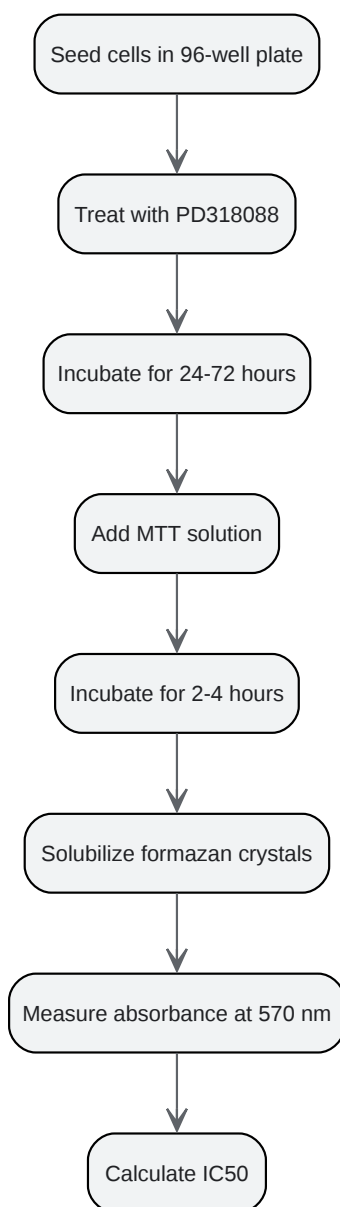 Seed cells in 96-well plate
Treat with PD318088
Incubate for 24-72 hours
Add MTT solution
Incubate for 2-4 hours
Solubilize formazan crystals
Measure absorbance at 570 nm
Calculate IC50